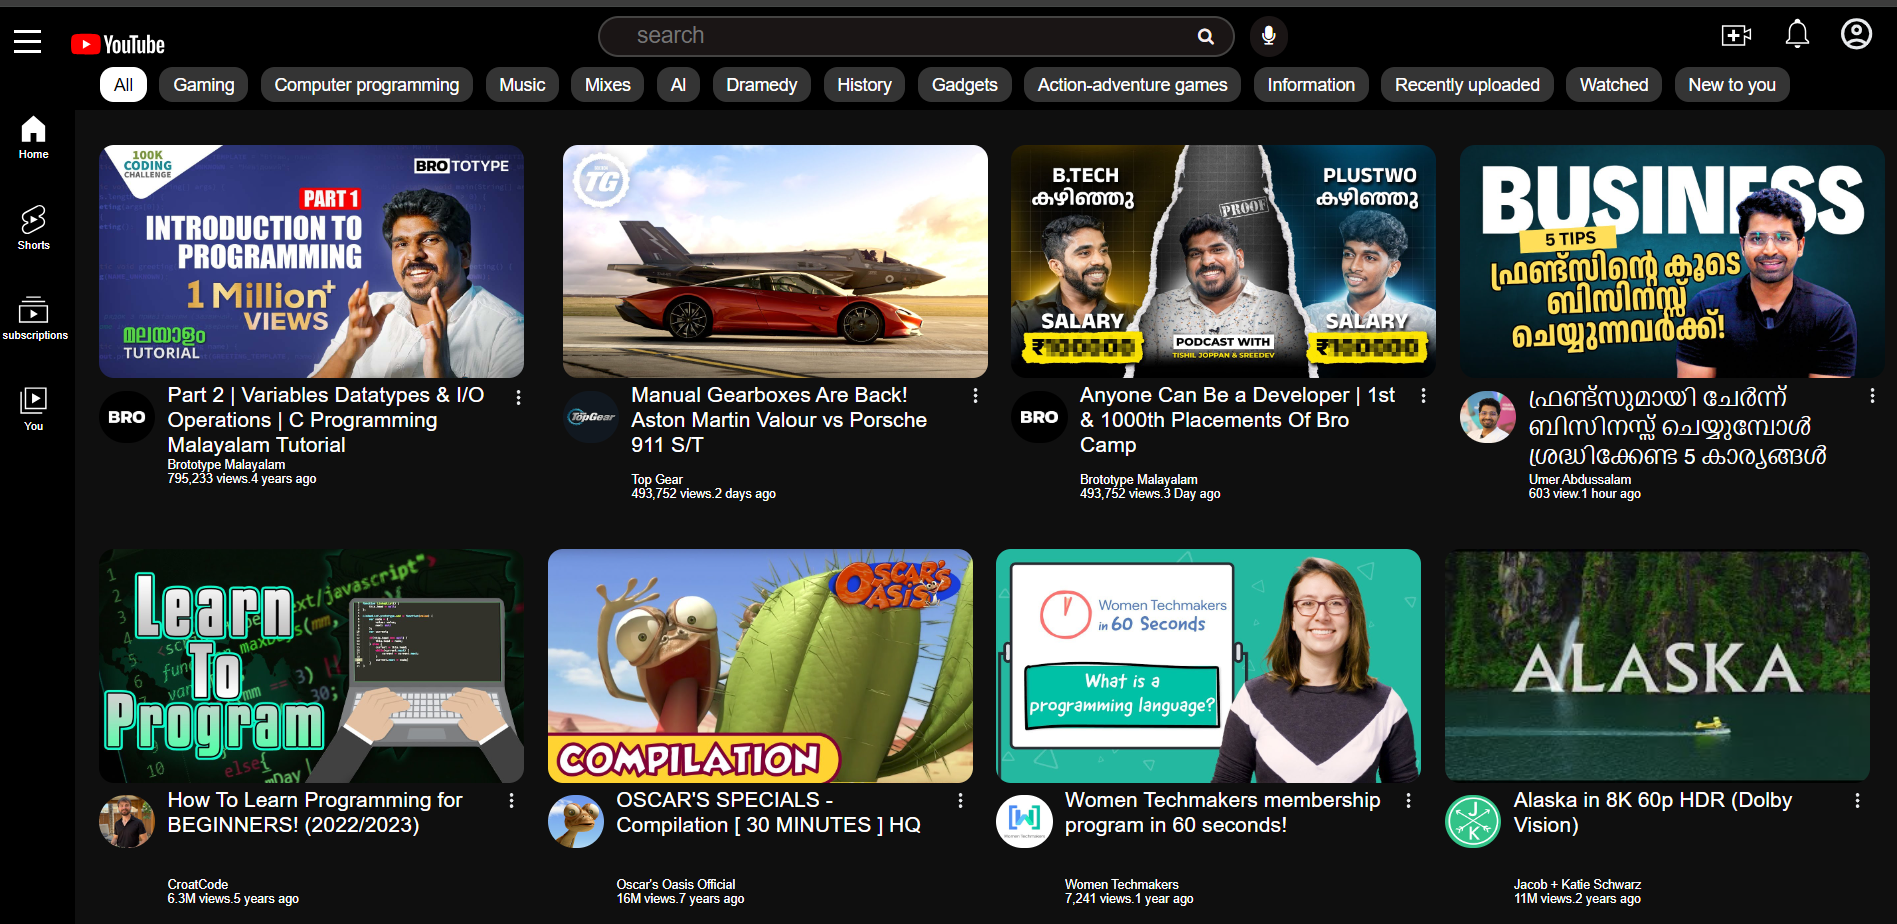 YouTube
search
All
Gaming
Computer programming
Music
Mixes
AI
Dramedy
History
Gadgets
Action-adventure games
Information
Recently uploaded
Watched
New to you
Home
Shorts
subscriptions
You
100K
CODING
CHALLENGE
BROTOTYPE
PART 1
INTRODUCTION TO
PROGRAMMING
1 Million+
VIEWS
മലയാളം
TUTORIAL
BRO
Part 2 | Variables Datatypes & I/O
Operations | C Programming
Malayalam Tutorial
Brototype Malayalam
795,233 views.4 years ago
TG
TopGear
Manual Gearboxes Are Back!
Aston Martin Valour vs Porsche
911 S/T
Top Gear
493,752 views.2 days ago
B.TECH
കഴിഞ്ഞു
PROOF
PLUSTWO
കഴിഞ്ഞു
SALARY
₹
PODCAST WITH
TISHIL JOPPAN & SREEDEV
SALARY
₹
BRO
Anyone Can Be a Developer | 1st
& 1000th Placements Of Bro
Camp
Brototype Malayalam
493,752 views.3 Day ago
BUSINESS
5 TIPS
ഫ്രണ്ട്സിന്റെ കൂടെ
ബിസിനസ്സ്
ചെയ്യുന്നവർക്ക്!
ഫ്രണ്ട്സുമായി ചേർന്ന്
ബിസിനസ്സ് ചെയ്യുമ്പോൾ
ശ്രദ്ധിക്കേണ്ട 5 കാര്യങ്ങൾ
Umer Abdussalam
603 view.1 hour ago
Learn
To
Program
How To Learn Programming for
BEGINNERS! (2022/2023)
CroatCode
6.3M views.5 years ago
OSCAR'S
OASIS
COMPILATION
OSCAR'S SPECIALS -
Compilation [ 30 MINUTES ] HQ
Oscar's Oasis Official
16M views.7 years ago
Women Techmakers
in 60 Seconds
What is a
programming language?
Women Techmakers
Women Techmakers membership
program in 60 seconds!
Women Techmakers
7,241 views.1 year ago
ALASKA
J
K
Alaska in 8K 60p HDR (Dolby
Vision)
Jacob + Katie Schwarz
11M views.2 years ago